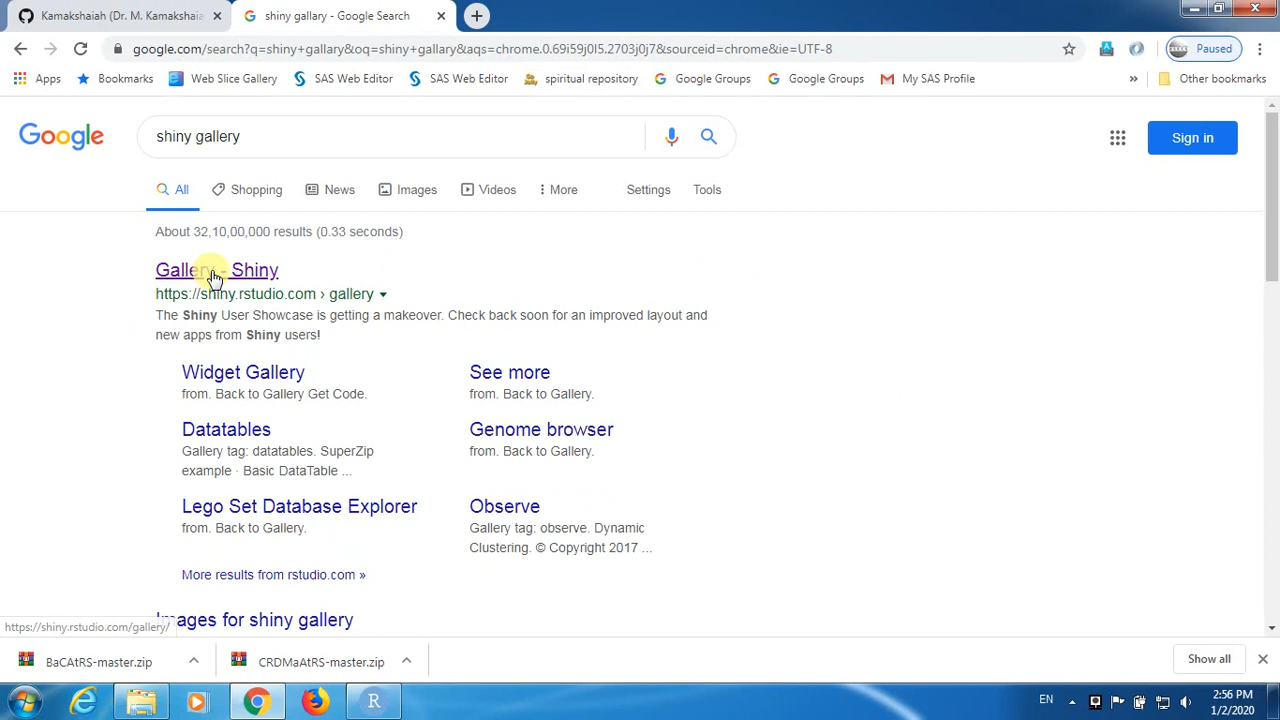 Kamakshaiah (Dr. M. Kamakshaia
shiny gallary - Google Search
google.com/search?q=shiny+gallary&oq=shiny+gallary&aqs=chrome.0.69i59j0l5.2703j0j7&sourceid=chrome&ie=UTF-8
Paused
Apps
Bookmarks
Web Slice Gallery
SAS Web Editor
SAS Web Editor
spiritual repository
Google Groups
Google Groups
My SAS Profile
»
Other bookmarks
Google
shiny gallery
Sign in
All
Shopping
News
Images
Videos
More
Settings
Tools
About 32,10,00,000 results (0.33 seconds)
Gallery - Shiny
https://shiny.rstudio.com › gallery
The Shiny User Showcase is getting a makeover. Check back soon for an improved layout and
new apps from Shiny users!
Widget Gallery
from. Back to Gallery Get Code.
See more
from. Back to Gallery.
Datatables
Gallery tag: datatables. SuperZip
example · Basic DataTable ...
Genome browser
from. Back to Gallery.
Lego Set Database Explorer
from. Back to Gallery.
Observe
Gallery tag: observe. Dynamic
Clustering. © Copyright 2017 ...
More results from rstudio.com »
Images for shiny gallery
https://shiny.rstudio.com/gallery/
BaCAtRS-master.zip
CRDMaAtRS-master.zip
Show all
R
EN
2:56 PM
1/2/2020